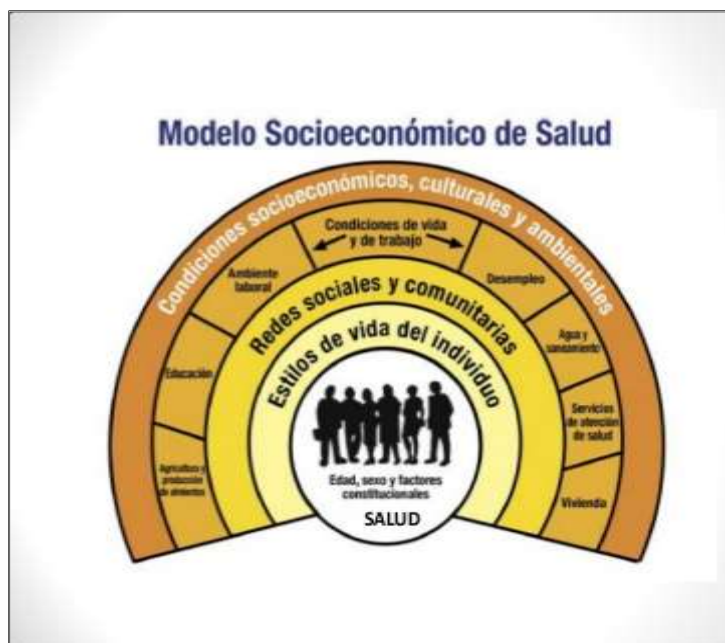 Modelo Socioeconómico de Salud
Condiciones socioeconómicos, culturales y ambientales
Condiciones de vida
y de trabajo
Ambiente
laboral
Desempleo
Educación
Agua y
saneamiento
Agricultura y
producción
de alimentos
Servicios
de atención
de salud
Vivienda
Redes sociales y comunitarias
Estilos de vida del individuo
Edad, sexo y factores
constitucionales
SALUD